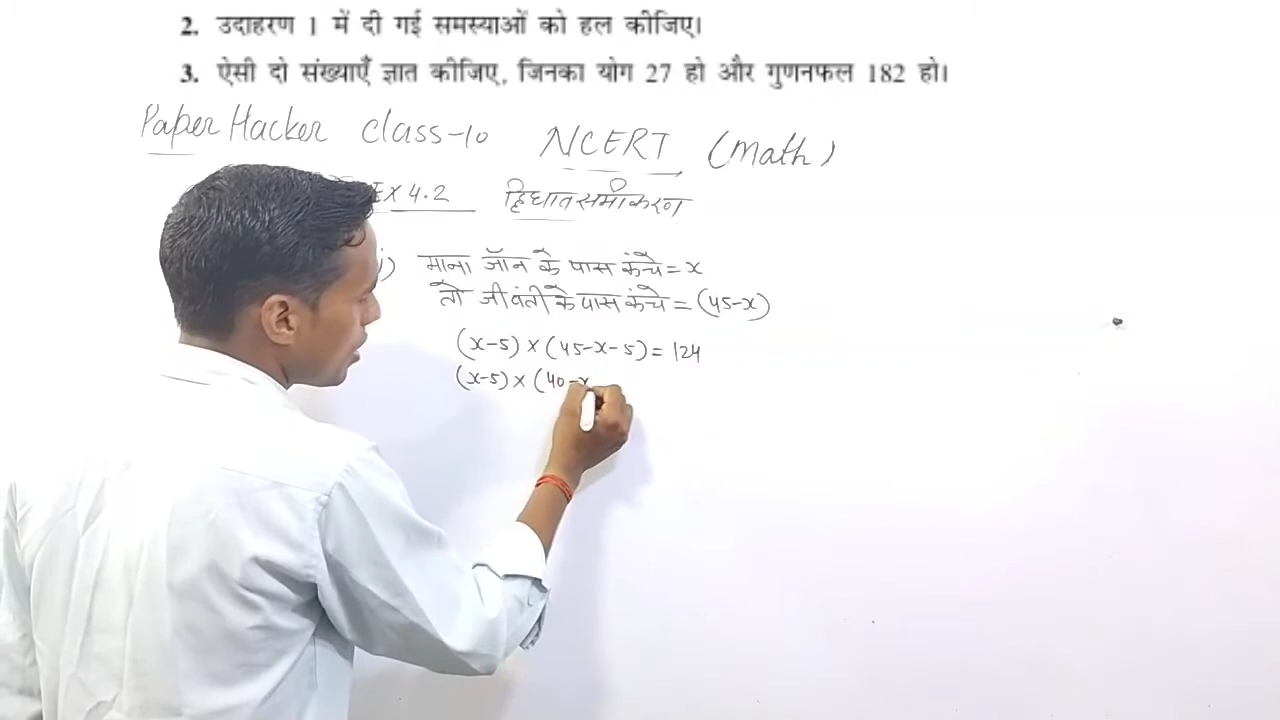 2. उदाहरण 1 में दी गई समस्याओं को हल कीजिए।
3. ऐसी दो संख्याएँ ज्ञात कीजिए, जिनका योग 27 हो और गुणनफल 182 हो।
Paper Hacker class-10 NCERT (Math)
EX 4.2 द्विघात समीकरण
i) माना जॉन के पास कंचे = x
तो जीवंती के पास कंचे = (45-x)
(x-5) × (45-x-5) = 124
(x-5) × (40-x